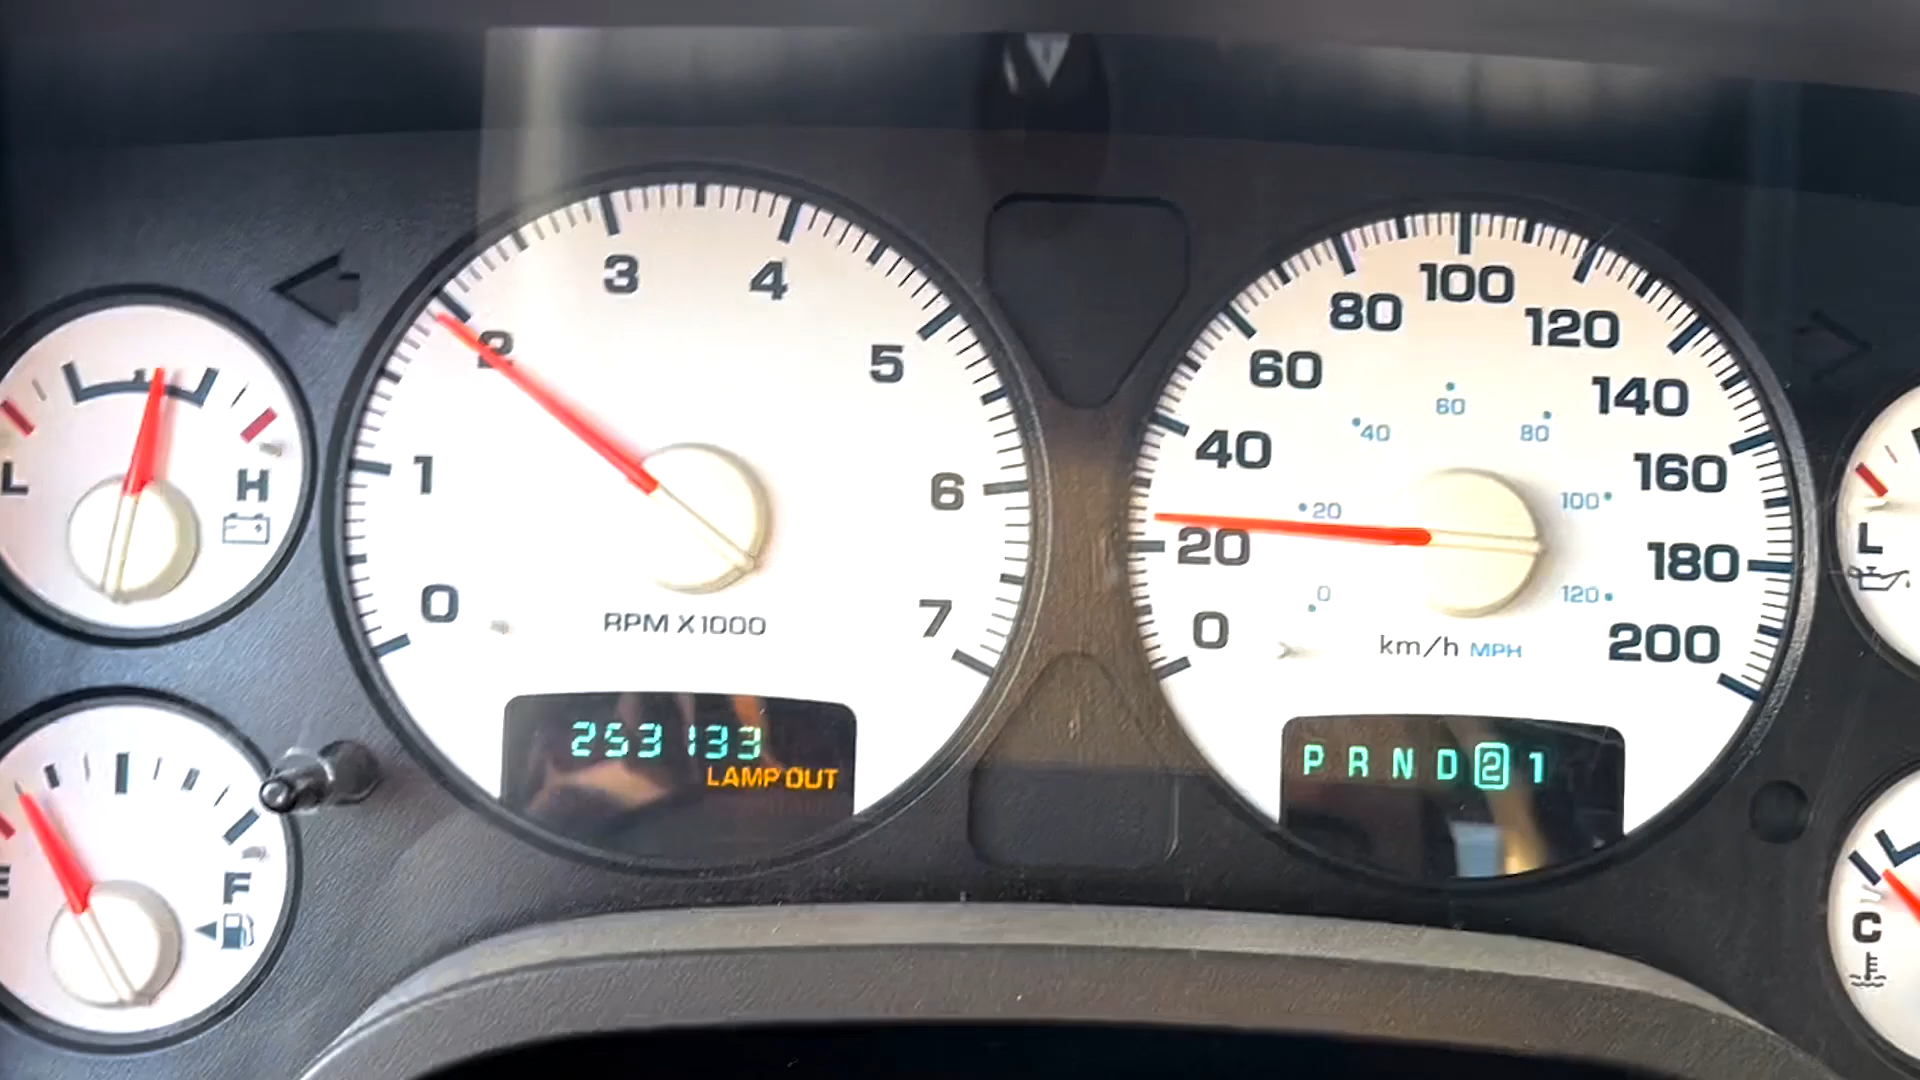 L H
E F
0 1 2 3 4 5 6 7
RPM X1000
253133
LAMP OUT
0 20 40 60 80 100 120 140 160 180 200
0 20 40 60 80 100 120
km/h MPH
P R N D 2 1
L
C